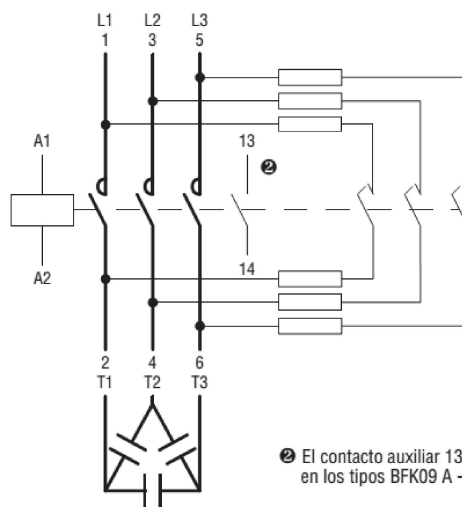 L1 L2 L3
1 3 5
A1
13
❷
A2
14
2 4 6
T1 T2 T3
❷ El contacto auxiliar 13
en los tipos BFK09 A -